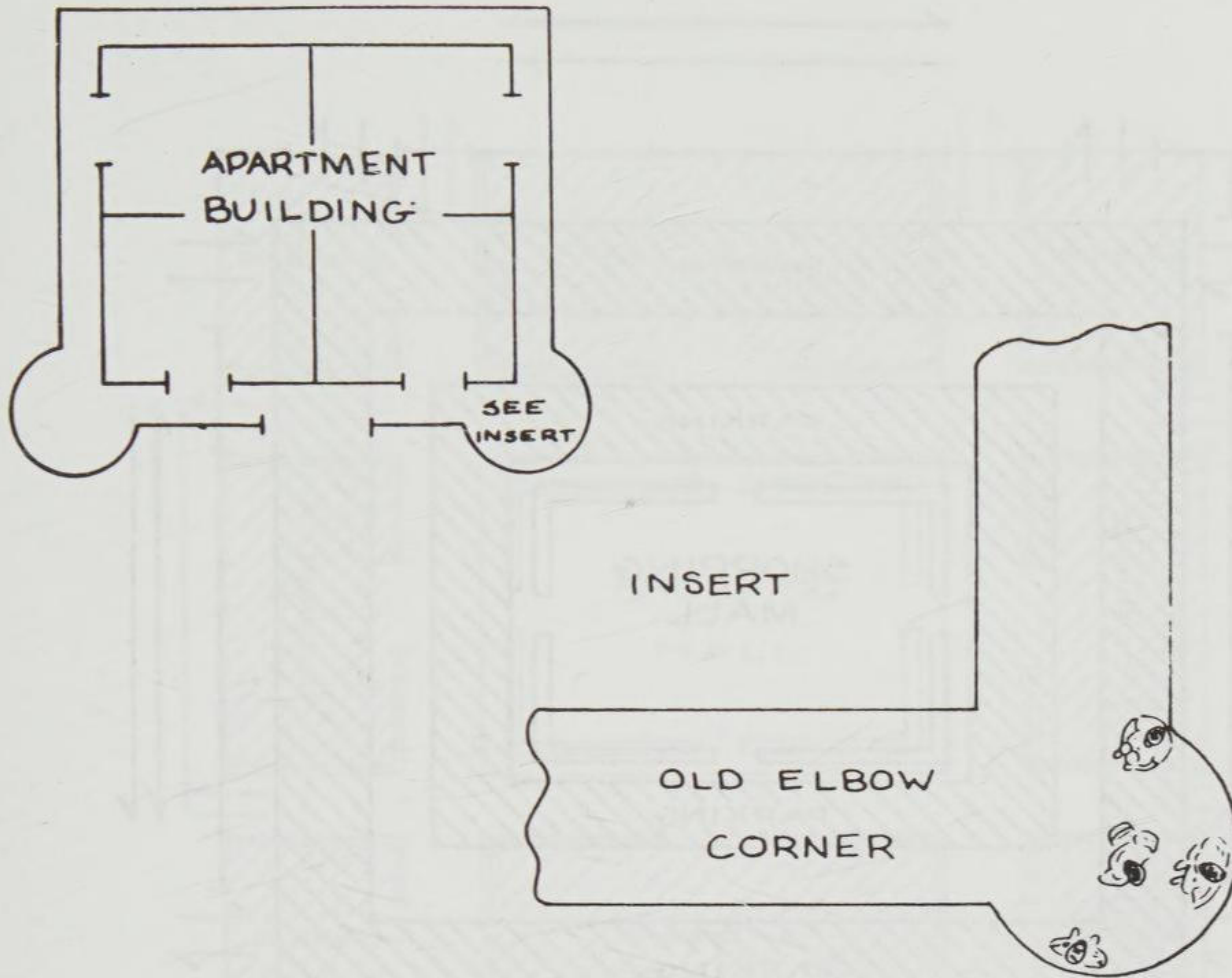 APARTMENT
BUILDING
SEE
INSERT
INSERT
OLD ELBOW
CORNER